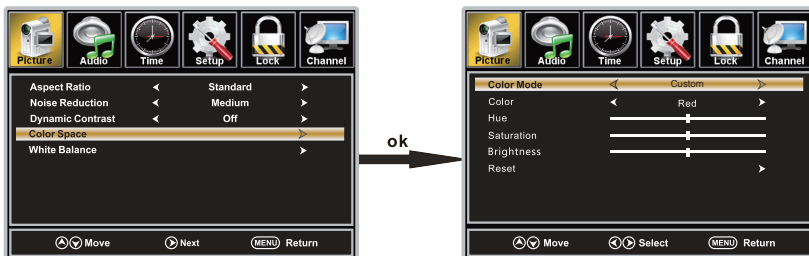 Picture Audio Time Setup Lock Channel
Aspect Ratio Standard
Noise Reduction Medium
Dynamic Contrast Off
Color Space
White Balance
Move Next MENU Return
ok
Picture Audio Time Setup Lock Channel
Color Mode Custom
Color Red
Hue
Saturation
Brightness
Reset
Move Select MENU Return